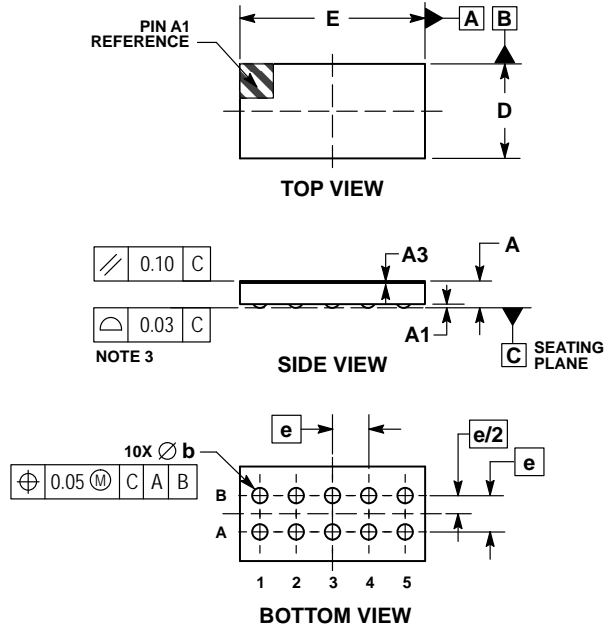 PIN A1
REFERENCE
E
A
B
D
TOP VIEW
⫽ 0.10 C
A3
A
⌓ 0.03 C
NOTE 3
A1
SIDE VIEW
C
SEATING
PLANE
e
e/2
e
10X ∅ b
⌖ 0.05 Ⓜ C A B
B
A
1 2 3 4 5
BOTTOM VIEW